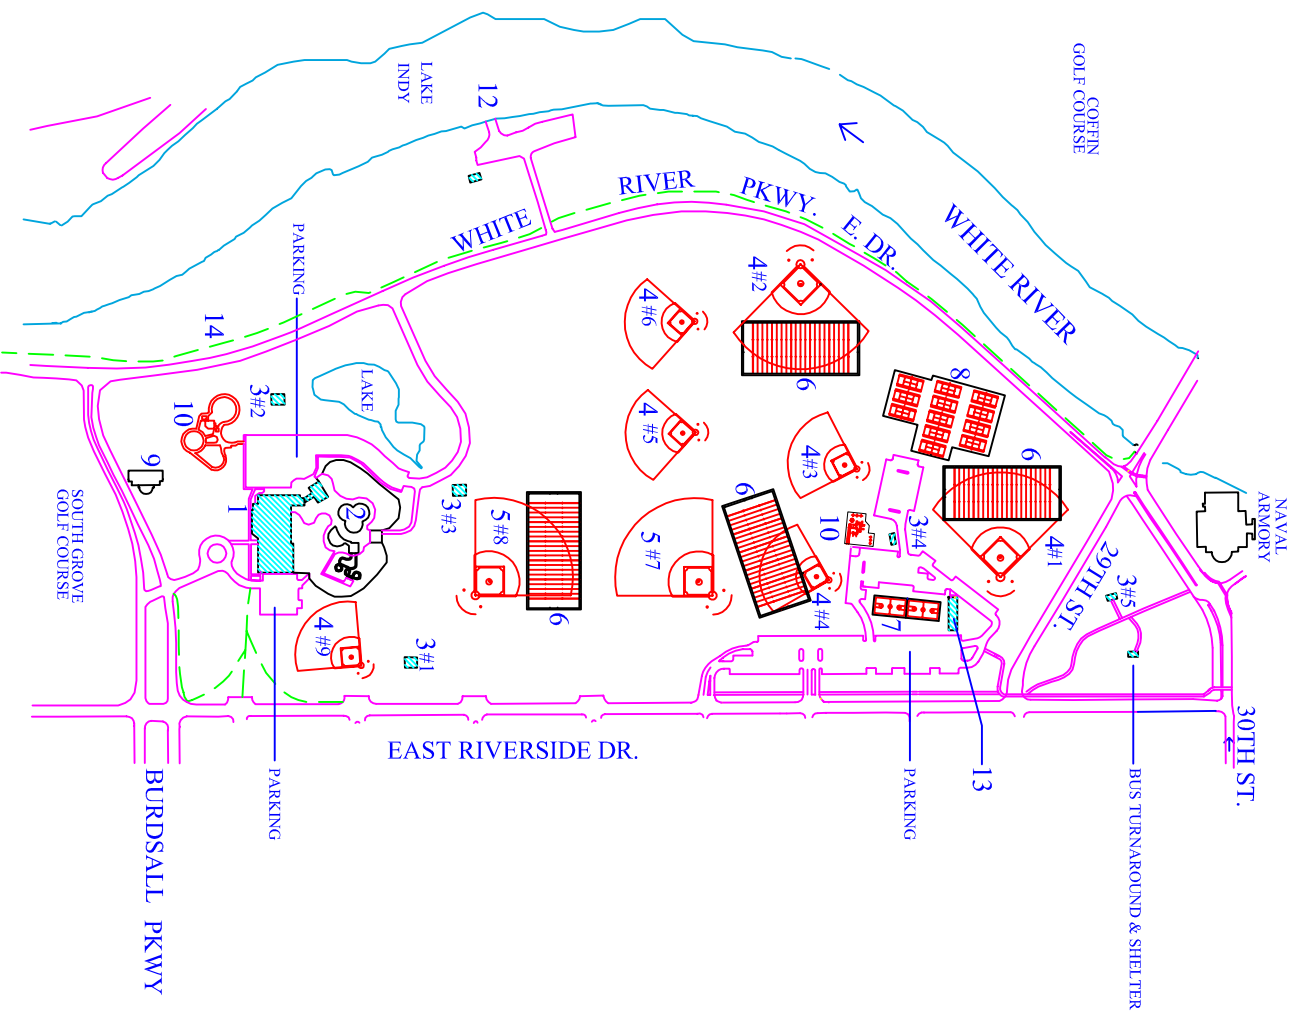 COFFIN
GOLF COURSE
LAKE
INDY
12
WHITE RIVER PKWY. E. DR.
WHITE RIVER
PARKING
14
4 #2
4 #6
6
8
LAKE
3#2
10
4 #5
4#3
6
9
1
2
3#3
5 #8
6
5 #7
6
10
3#4
4#1
29TH ST.
NAVAL
ARMORY
SOUTH GROVE
GOLF COURSE
4 #9
3#1
4 #4
7
3#5
EAST RIVERSIDE DR.
30TH ST.
13
PARKING
PARKING
BUS TURNAROUND & SHELTER
BURDSALL PKWY